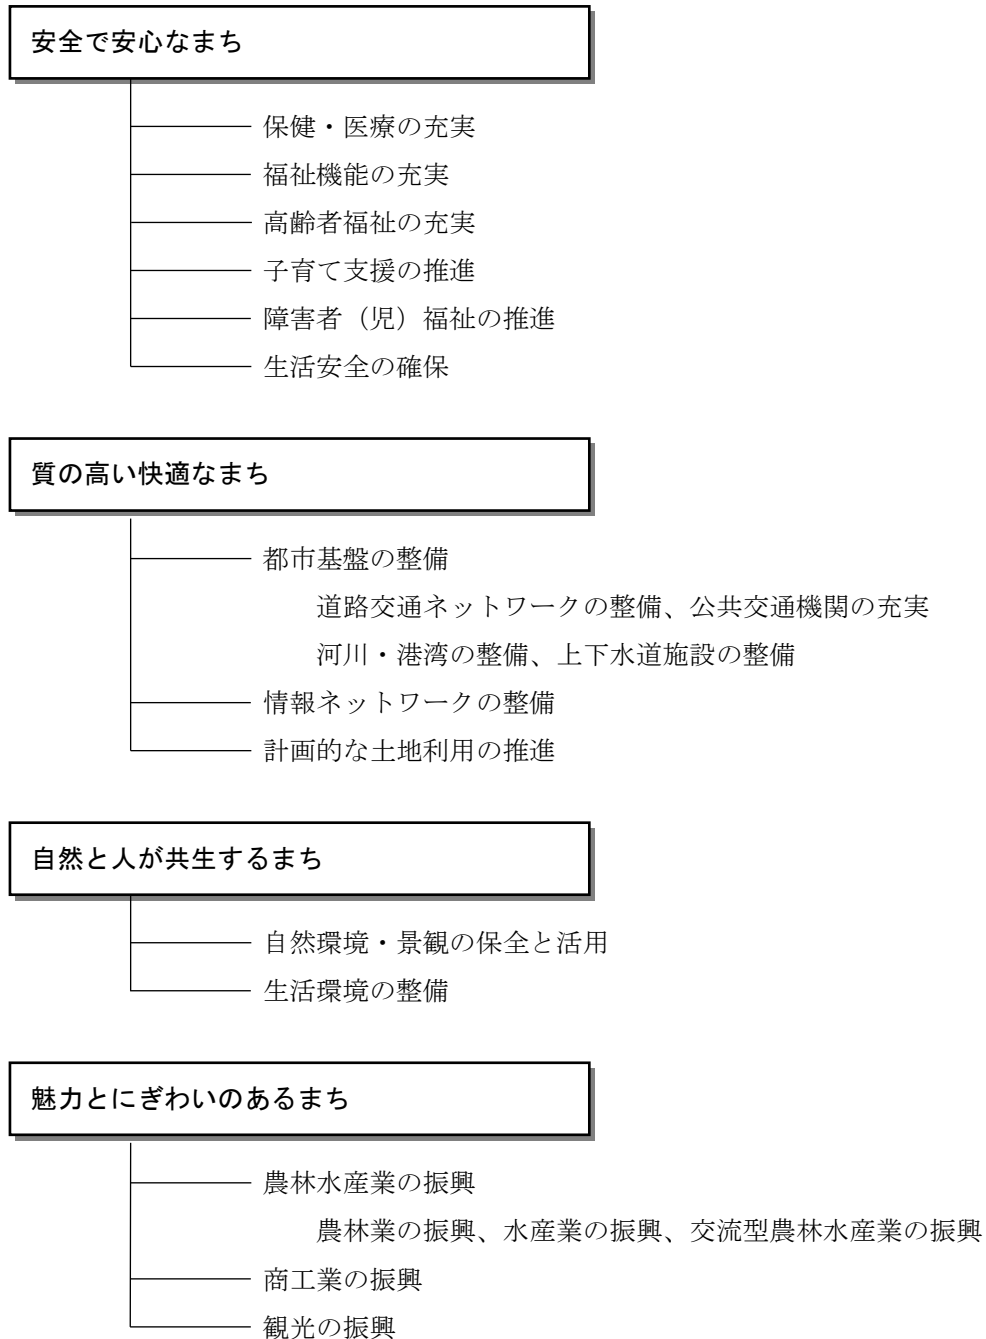 安全で安心なまち
保健・医療の充実
福祉機能の充実
高齢者福祉の充実
子育て支援の推進
障害者（児）福祉の推進
生活安全の確保
質の高い快適なまち
都市基盤の整備
道路交通ネットワークの整備、公共交通機関の充実
河川・港湾の整備、上下水道施設の整備
情報ネットワークの整備
計画的な土地利用の推進
自然と人が共生するまち
自然環境・景観の保全と活用
生活環境の整備
魅力とにぎわいのあるまち
農林水産業の振興
農林業の振興、水産業の振興、交流型農林水産業の振興
商工業の振興
観光の振興